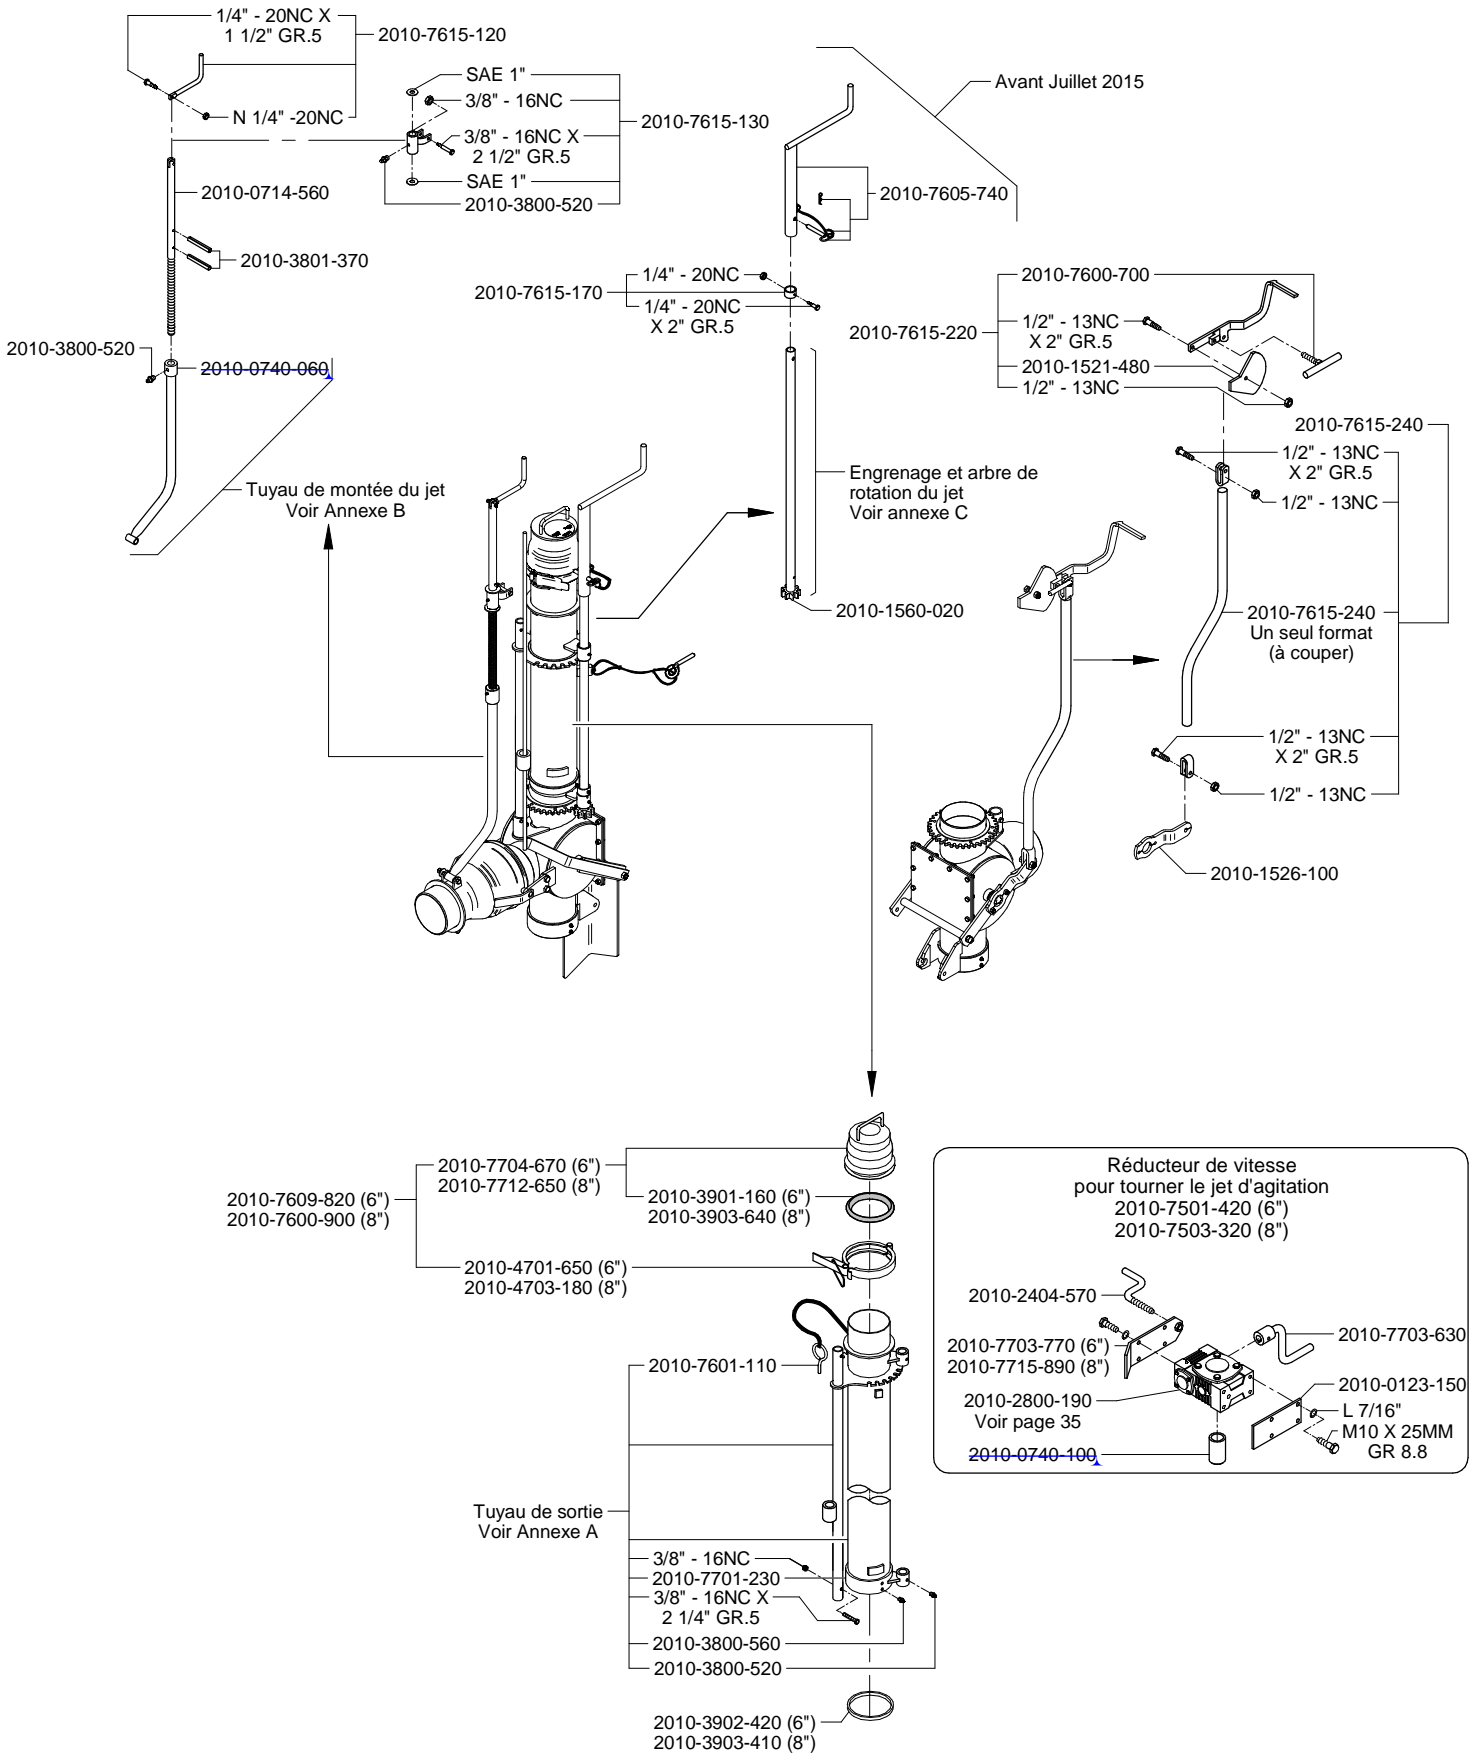 1/4" - 20NC X
1 1/2" GR.5
2010-7615-120
N 1/4" -20NC
SAE 1"
3/8" - 16NC
2010-7615-130
3/8" - 16NC X
2 1/2" GR.5
SAE 1"
2010-3800-520
2010-0714-560
2010-3801-370
2010-3800-520
2010-0740-060
Tuyau de montée du jet
Voir Annexe B
Avant Juillet 2015
2010-7605-740
1/4" - 20NC
2010-7615-170
1/4" - 20NC
X 2" GR.5
Engrenage et arbre de
rotation du jet
Voir annexe C
2010-1560-020
2010-7600-700
1/2" - 13NC
X 2" GR.5
2010-7615-220
2010-1521-480
1/2" - 13NC
2010-7615-240
1/2" - 13NC
X 2" GR.5
1/2" - 13NC
2010-7615-240
Un seul format
(à couper)
1/2" - 13NC
X 2" GR.5
1/2" - 13NC
2010-1526-100
2010-7704-670 (6")
2010-7712-650 (8")
2010-7609-820 (6")
2010-7600-900 (8")
2010-3901-160 (6")
2010-3903-640 (8")
2010-4701-650 (6")
2010-4703-180 (8")
2010-7601-110
Tuyau de sortie
Voir Annexe A
3/8" - 16NC
2010-7701-230
3/8" - 16NC X
2 1/4" GR.5
2010-3800-560
2010-3800-520
2010-3902-420 (6")
2010-3903-410 (8")
Réducteur de vitesse
pour tourner le jet d'agitation
2010-7501-420 (6")
2010-7503-320 (8")
2010-2404-570
2010-7703-770 (6")
2010-7715-890 (8")
2010-2800-190
Voir page 35
2010-0740-100
2010-7703-630
2010-0123-150
L 7/16"
M10 X 25MM
GR 8.8